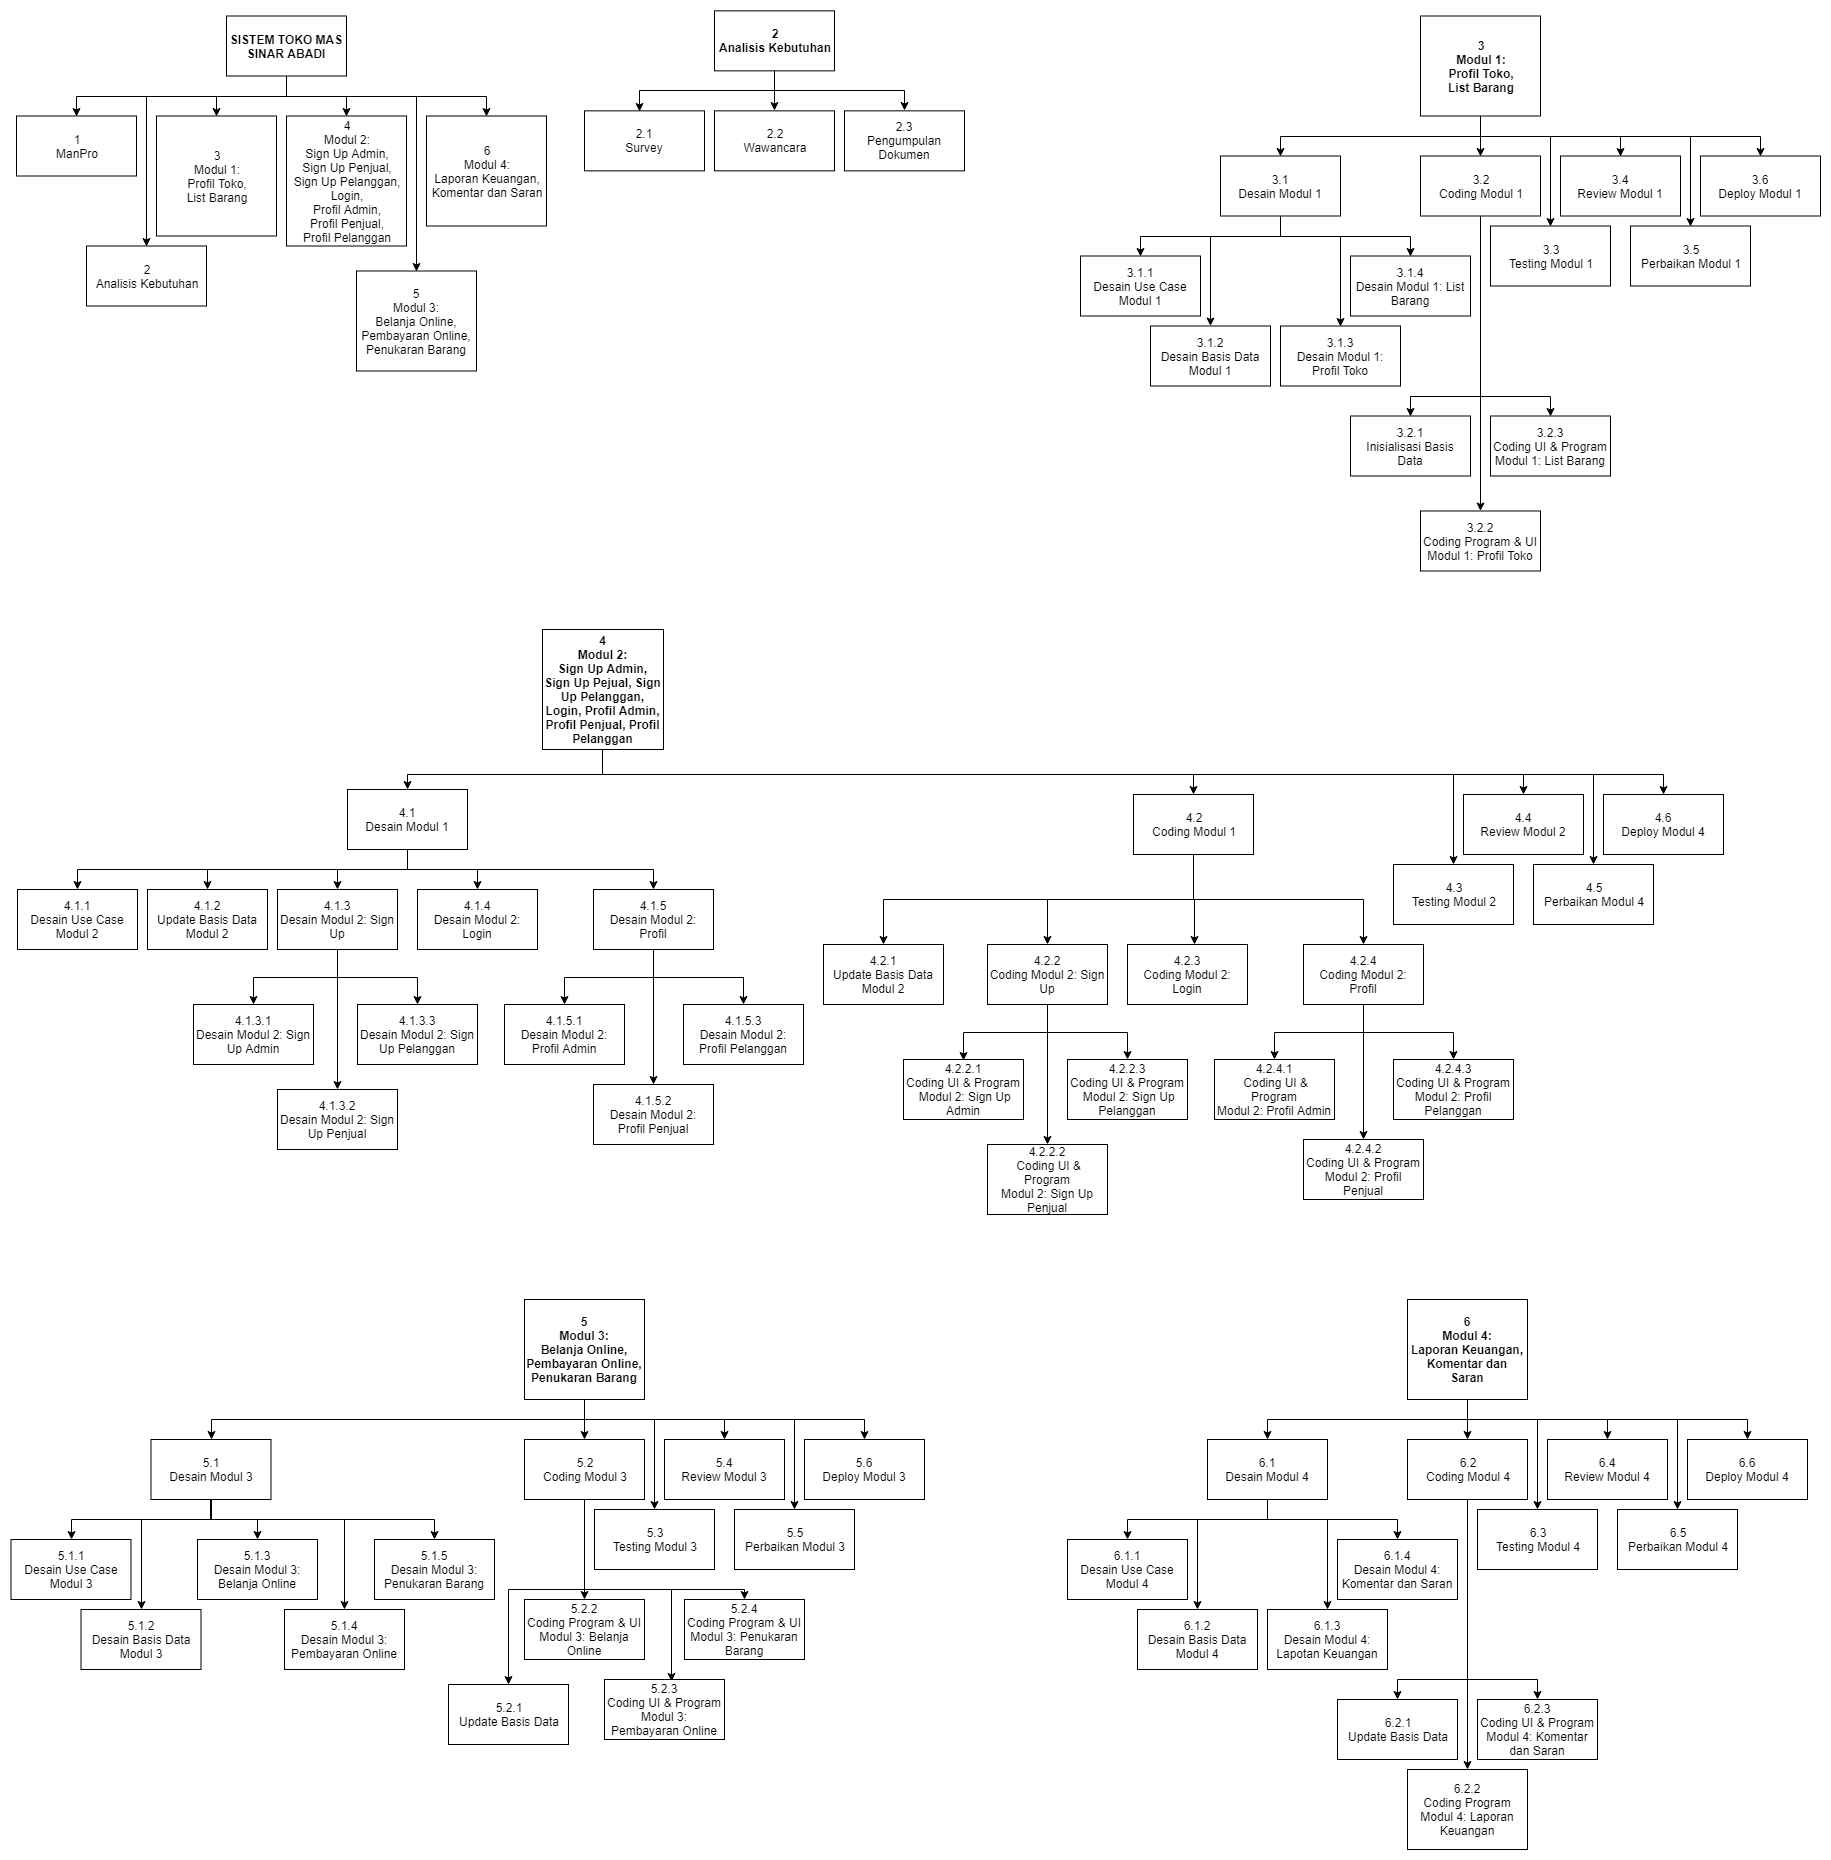 SISTEM TOKO MAS
SINAR ABADI
1
ManPro
2
Analisis Kebutuhan
3
Modul 1:
Profil Toko,
List Barang
4
Modul 2:
Sign Up Admin,
Sign Up Penjual,
Sign Up Pelanggan,
Login,
Profil Admin,
Profil Penjual,
Profil Pelanggan
5
Modul 3:
Belanja Online,
Pembayaran Online,
Penukaran Barang
6
Modul 4:
Laporan Keuangan,
Komentar dan Saran
2
Analisis Kebutuhan
2.1
Survey
2.2
Wawancara
2.3
Pengumpulan
Dokumen
3
Modul 1:
Profil Toko,
List Barang
3.1
Desain Modul 1
3.2
Coding Modul 1
3.4
Review Modul 1
3.6
Deploy Modul 1
3.3
Testing Modul 1
3.5
Perbaikan Modul 1
3.1.1
Desain Use Case
Modul 1
3.1.4
Desain Modul 1: List
Barang
3.1.2
Desain Basis Data
Modul 1
3.1.3
Desain Modul 1:
Profil Toko
3.2.1
Inisialisasi Basis
Data
3.2.3
Coding UI & Program
Modul 1: List Barang
3.2.2
Coding Program & UI
Modul 1: Profil Toko
4
Modul 2:
Sign Up Admin,
Sign Up Pejual, Sign
Up Pelanggan,
Login, Profil Admin,
Profil Penjual, Profil
Pelanggan
4.1
Desain Modul 1
4.2
Coding Modul 1
4.4
Review Modul 2
4.6
Deploy Modul 4
4.3
Testing Modul 2
4.5
Perbaikan Modul 4
4.1.1
Desain Use Case
Modul 2
4.1.2
Update Basis Data
Modul 2
4.1.3
Desain Modul 2: Sign
Up
4.1.4
Desain Modul 2:
Login
4.1.5
Desain Modul 2:
Profil
4.1.3.1
Desain Modul 2: Sign
Up Admin
4.1.3.3
Desain Modul 2: Sign
Up Pelanggan
4.1.3.2
Desain Modul 2: Sign
Up Penjual
4.1.5.1
Desain Modul 2:
Profil Admin
4.1.5.3
Desain Modul 2:
Profil Pelanggan
4.1.5.2
Desain Modul 2:
Profil Penjual
4.2.1
Update Basis Data
Modul 2
4.2.2
Coding Modul 2: Sign
Up
4.2.3
Coding Modul 2:
Login
4.2.4
Coding Modul 2:
Profil
4.2.2.1
Coding UI & Program
Modul 2: Sign Up
Admin
4.2.2.3
Coding UI & Program
Modul 2: Sign Up
Pelanggan
4.2.2.2
Coding UI &
Program
Modul 2: Sign Up
Penjual
4.2.4.1
Coding UI &
Program
Modul 2: Profil Admin
4.2.4.3
Coding UI & Program
Modul 2: Profil
Pelanggan
4.2.4.2
Coding UI & Program
Modul 2: Profil
Penjual
5
Modul 3:
Belanja Online,
Pembayaran Online,
Penukaran Barang
5.1
Desain Modul 3
5.2
Coding Modul 3
5.4
Review Modul 3
5.6
Deploy Modul 3
5.3
Testing Modul 3
5.5
Perbaikan Modul 3
5.1.1
Desain Use Case
Modul 3
5.1.3
Desain Modul 3:
Belanja Online
5.1.5
Desain Modul 3:
Penukaran Barang
5.1.2
Desain Basis Data
Modul 3
5.1.4
Desain Modul 3:
Pembayaran Online
5.2.2
Coding Program & UI
Modul 3: Belanja
Online
5.2.4
Coding Program & UI
Modul 3: Penukaran
Barang
5.2.1
Update Basis Data
5.2.3
Coding UI & Program
Modul 3:
Pembayaran Online
6
Modul 4:
Laporan Keuangan,
Komentar dan
Saran
6.1
Desain Modul 4
6.2
Coding Modul 4
6.4
Review Modul 4
6.6
Deploy Modul 4
6.3
Testing Modul 4
6.5
Perbaikan Modul 4
6.1.1
Desain Use Case
Modul 4
6.1.4
Desain Modul 4:
Komentar dan Saran
6.1.2
Desain Basis Data
Modul 4
6.1.3
Desain Modul 4:
Lapotan Keuangan
6.2.1
Update Basis Data
6.2.3
Coding UI & Program
Modul 4: Komentar
dan Saran
6.2.2
Coding Program
Modul 4: Laporan
Keuangan